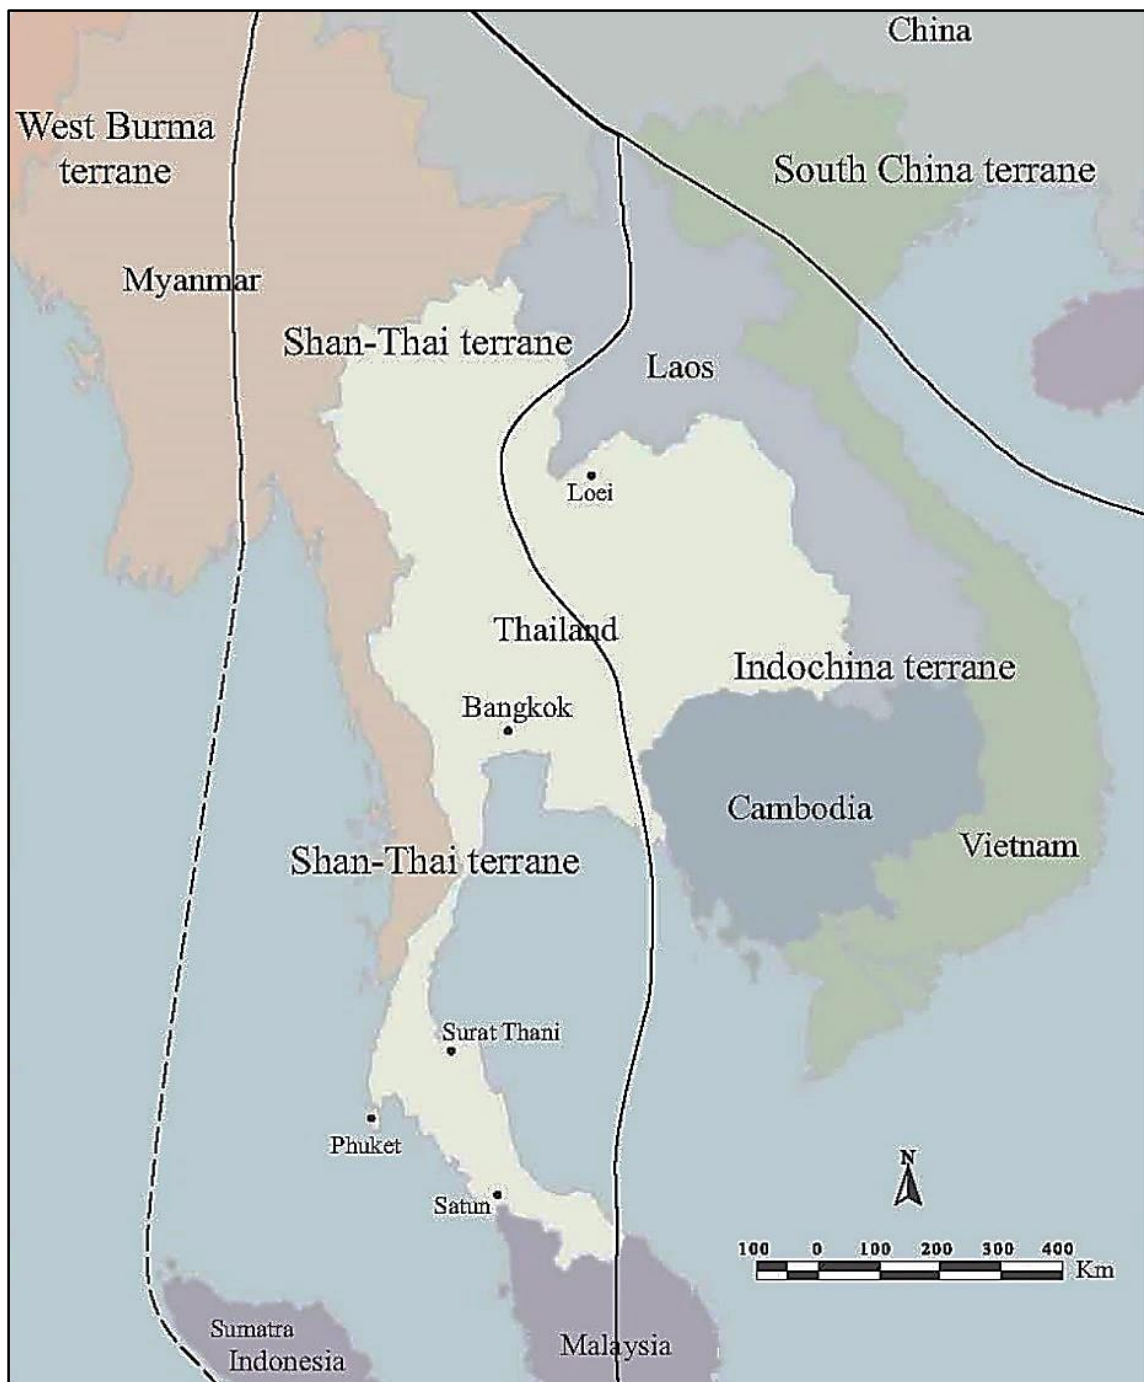 China
West Burma
terrane
South China terrane
Myanmar
Shan-Thai terrane
Laos
Loei
Thailand
Indochina terrane
Bangkok
Cambodia
Vietnam
Shan-Thai terrane
Surat Thani
Phuket
Satun
N
100 0 100 200 300 400
Km
Sumatra
Indonesia
Malaysia